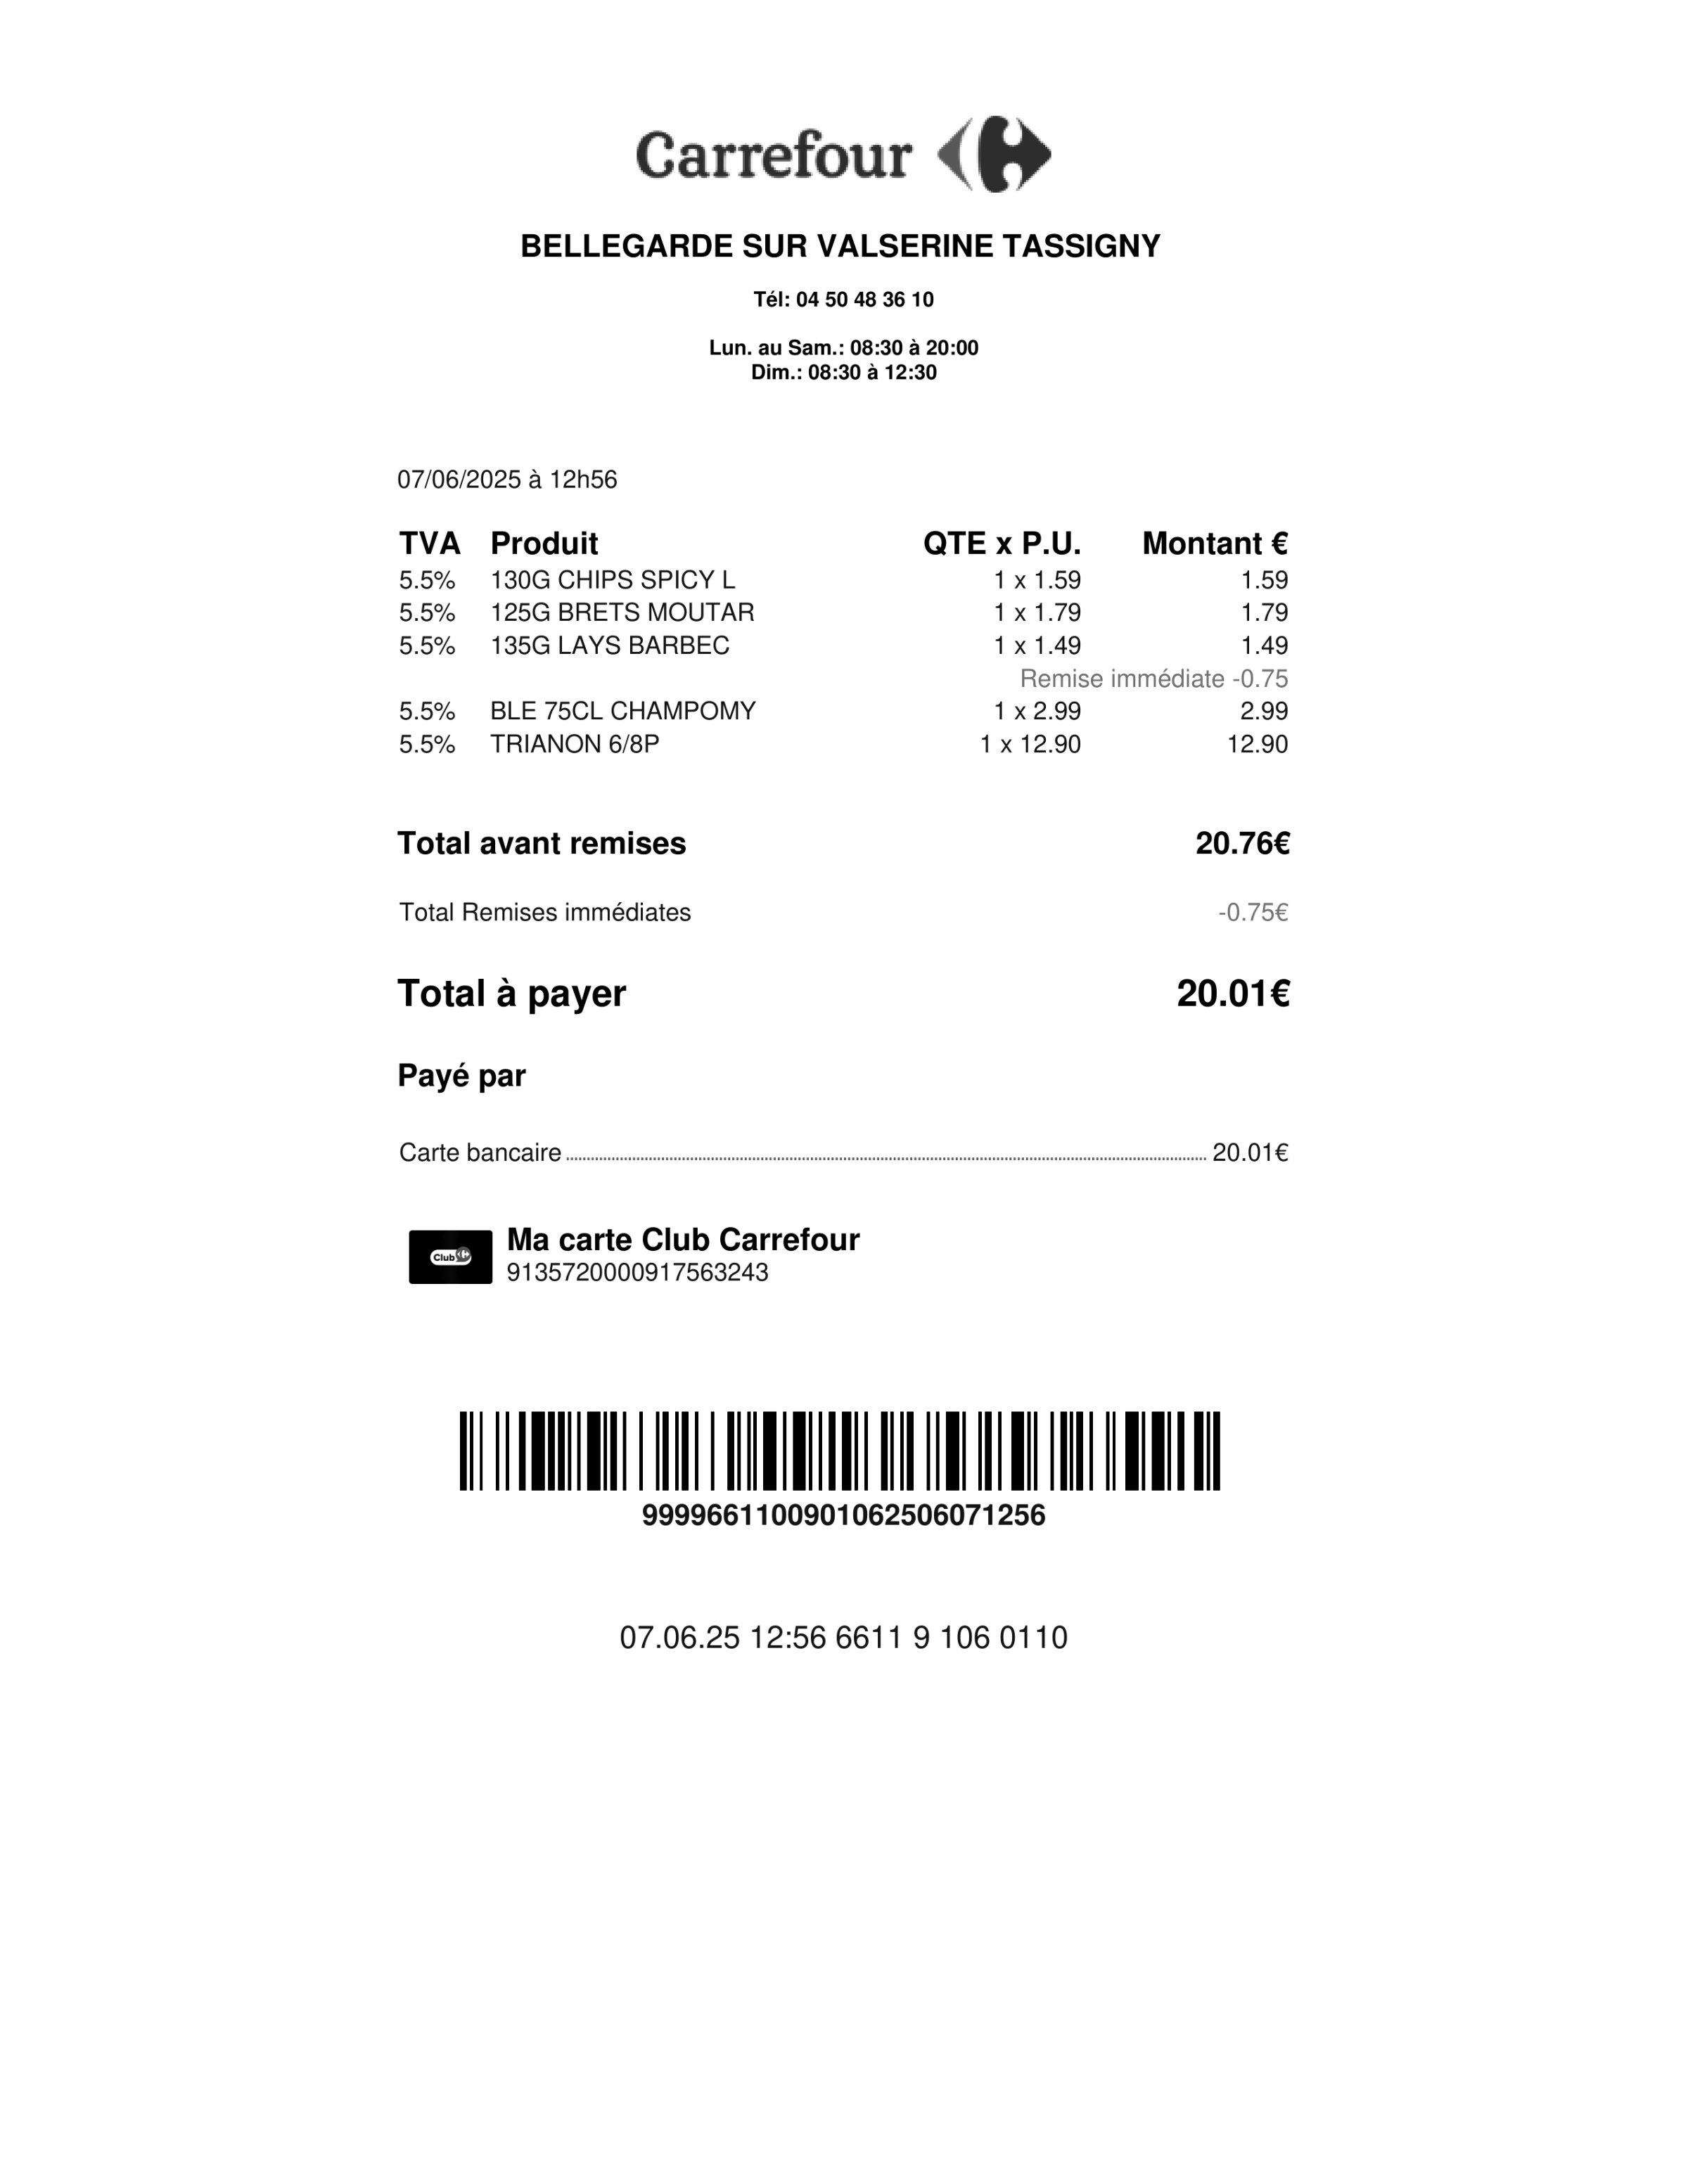 Carrefour
BELLEGARDE SUR VALSERINE TASSIGNY
Tél: 04 50 48 36 10
Lun. au Sam.: 08:30 à 20:00
Dim.: 08:30 à 12:30
07/06/2025 à 12h56
TVA Produit QTE x P.U. Montant €
5.5% 130G CHIPS SPICY L 1 x 1.59 1.59
5.5% 125G BRETS MOUTAR 1 x 1.79 1.79
5.5% 135G LAYS BARBEC 1 x 1.49 1.49
Remise immédiate -0.75
5.5% BLE 75CL CHAMPOMY 1 x 2.99 2.99
5.5% TRIANON 6/8P 1 x 12.90 12.90
Total avant remises 20.76€
Total Remises immédiates -0.75€
Total à payer 20.01€
Payé par
Carte bancaire 20.01€
Club
Ma carte Club Carrefour
9135720000917563243
9999661100901062506071256
07.06.25 12:56 6611 9 106 0110